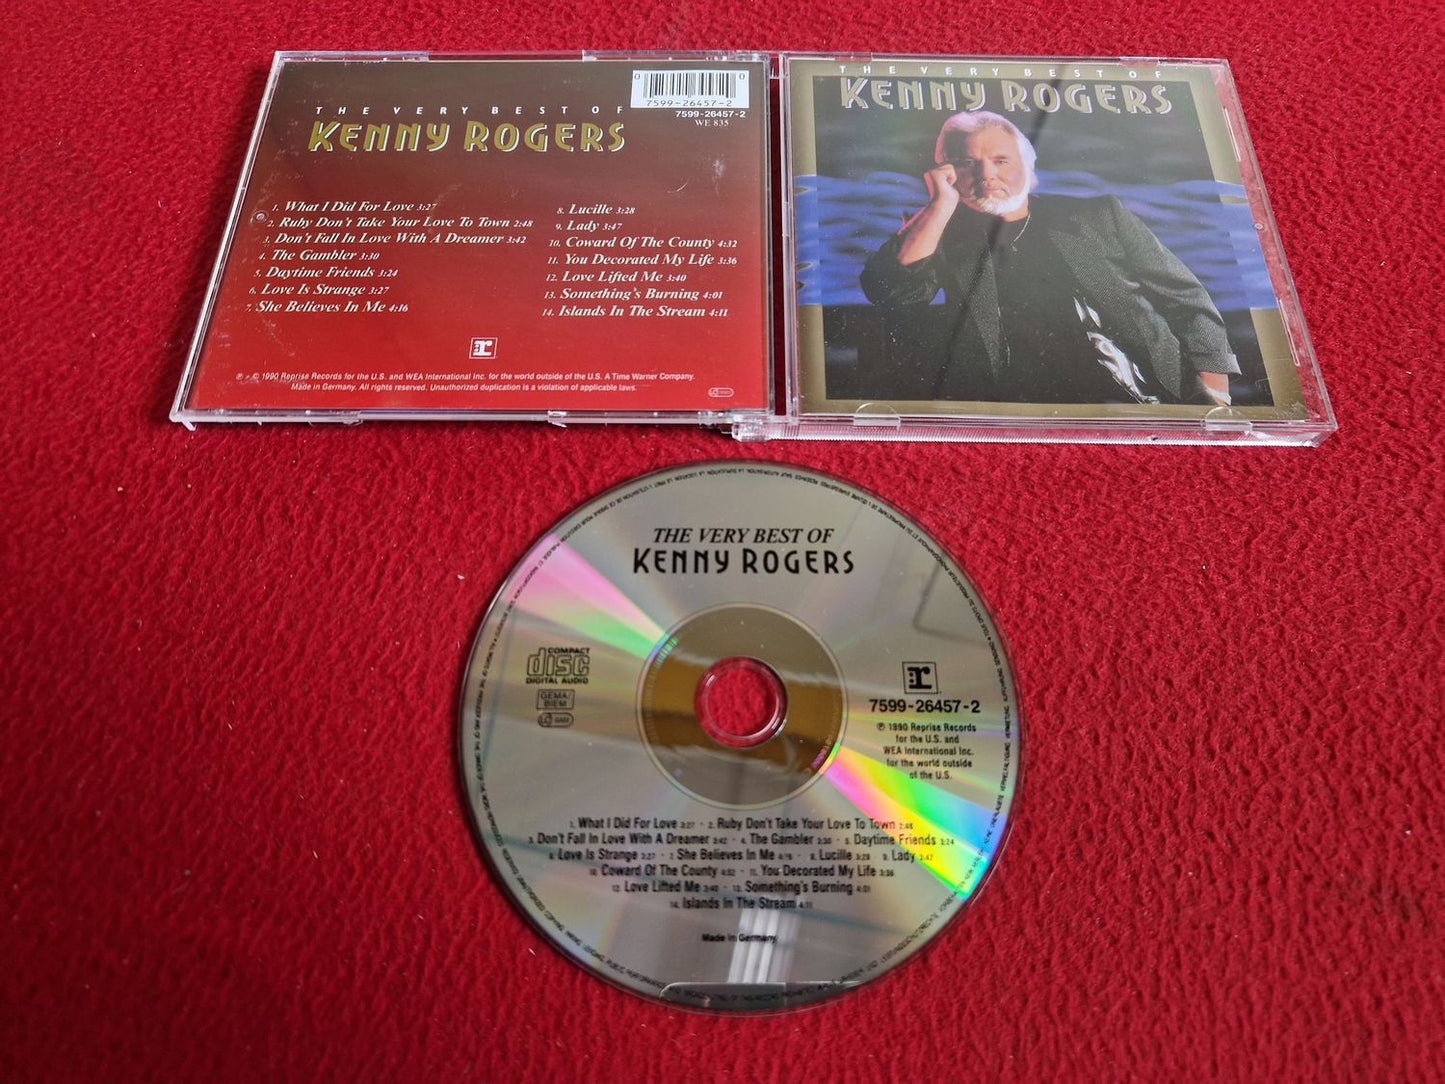 THE VERY BEST OF
KENNY ROGERS
0 0
7599-26457-2
7599-26457-2
WE 835
1. What I Did For Love 3:27
2. Ruby Don't Take Your Love To Town 2:48
3. Don't Fall In Love With A Dreamer 3:42
4. The Gambler 3:30
5. Daytime Friends 3:24
6. Love Is Strange 3:27
7. She Believes In Me 4:16
8. Lucille 3:28
9. Lady 3:47
10. Coward Of The County 4:32
11. You Decorated My Life 3:36
12. Love Lifted Me 3:40
13. Something's Burning 4:01
14. Islands In The Stream 4:11
r
℗ - © 1990 Reprise Records for the U.S. and WEA International Inc. for the world outside of the U.S. A Time Warner Company.
Made in Germany. All rights reserved. Unauthorized duplication is a violation of applicable laws.
THE VERY BEST OF
KENNY ROGERS
THE VERY BEST OF
KENNY ROGERS
COMPACT
disc
DIGITAL AUDIO
GEMA/
BIEM
r
7599-26457-2
℗ 1990 Reprise Records
for the U.S. and
WEA International Inc.
for the world outside
of the U.S.
1. What I Did For Love 3:27 · 2. Ruby Don't Take Your Love To Town 2:48
3. Don't Fall In Love With A Dreamer 3:42 · 4. The Gambler 3:30 · 5. Daytime Friends 3:24
6. Love Is Strange 3:27 · 7. She Believes In Me 4:16 · 8. Lucille 3:28 9. Lady 3:47
10. Coward Of The County 4:32 · 11. You Decorated My Life 3:36
12. Love Lifted Me 3:40 · 13. Something's Burning 4:01
14. Islands In The Stream 4:11
Made in Germany